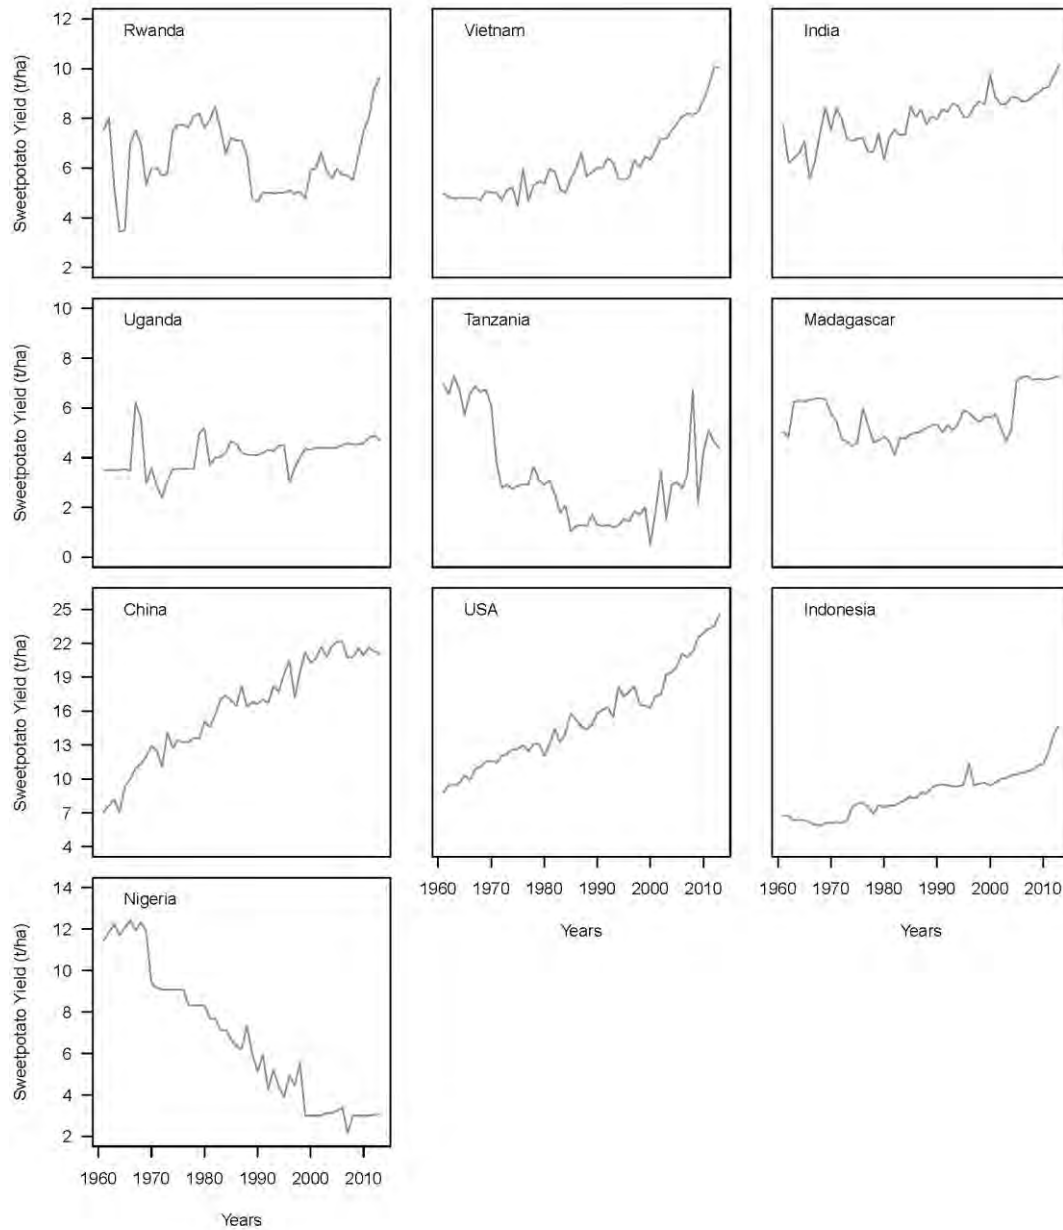 Rwanda
Vietnam
India
Sweetpotato Yield (t/ha)
12
10
8
6
4
2
Uganda
Tanzania
Madagascar
Sweetpotato Yield (t/ha)
10
8
6
4
2
0
China
USA
Indonesia
Sweetpotato Yield (t/ha)
25
22
19
16
13
10
7
4
1960 1970 1980 1990 2000 2010
Years
1960 1970 1980 1990 2000 2010
Years
Nigeria
Sweetpotato Yield (t/ha)
14
12
10
8
6
4
2
1960 1970 1980 1990 2000 2010
Years